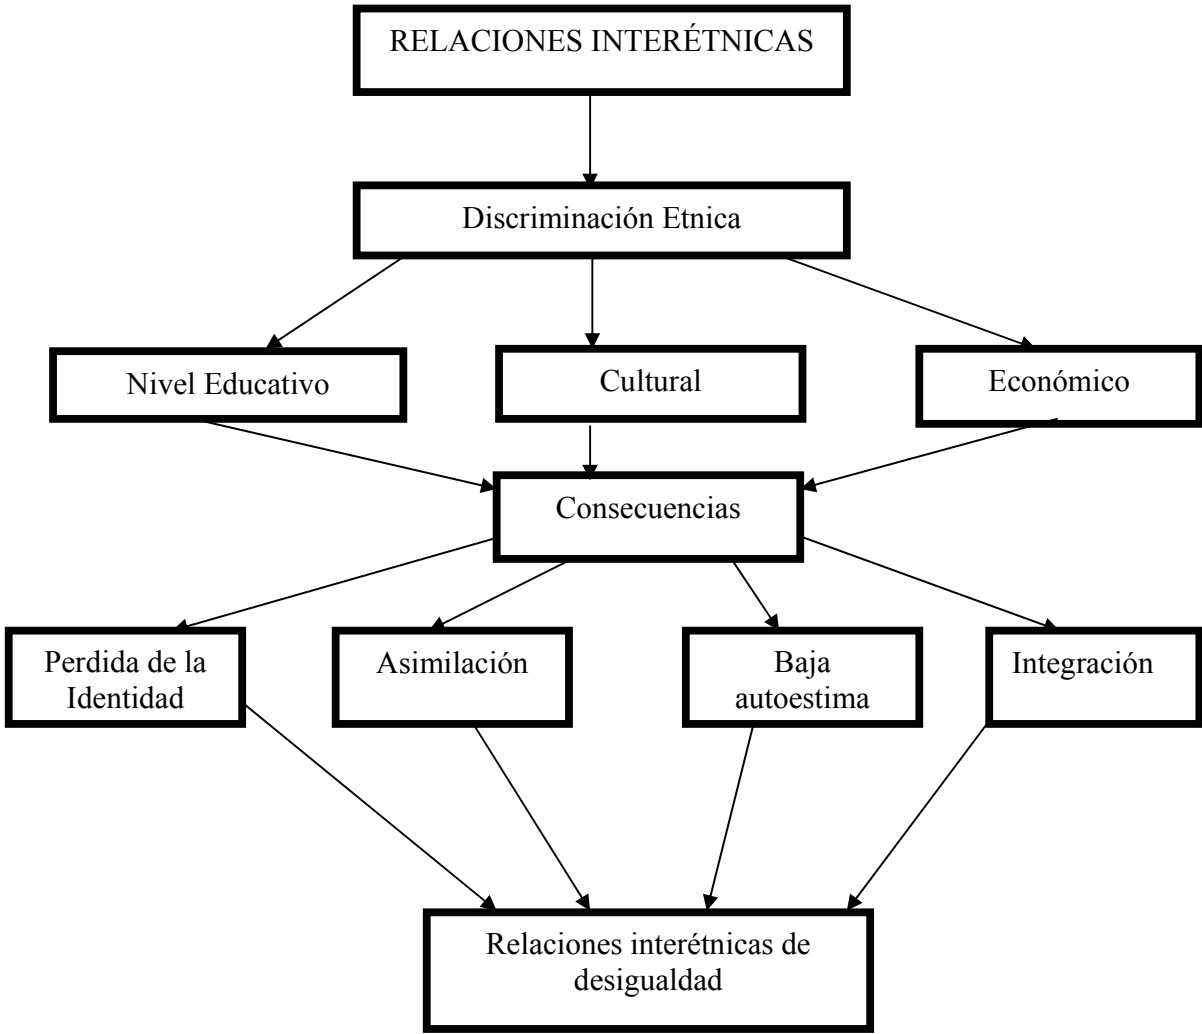 RELACIONES INTERÉTNICAS
Discriminación Etnica
Nivel Educativo
Cultural
Económico
Consecuencias
Perdida de la
Identidad
Asimilación
Baja
autoestima
Integración
Relaciones interétnicas de
desigualdad